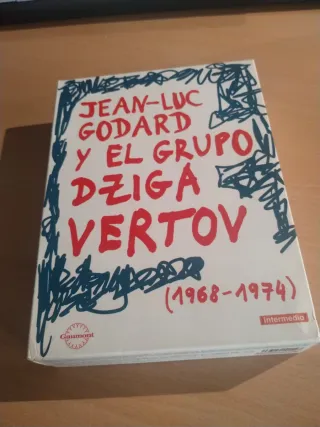 JEAN-LUC
GODARD
Y EL GRUPO
DZIGA
VERTOV
(1968-1974)
Gaumont
intermedio